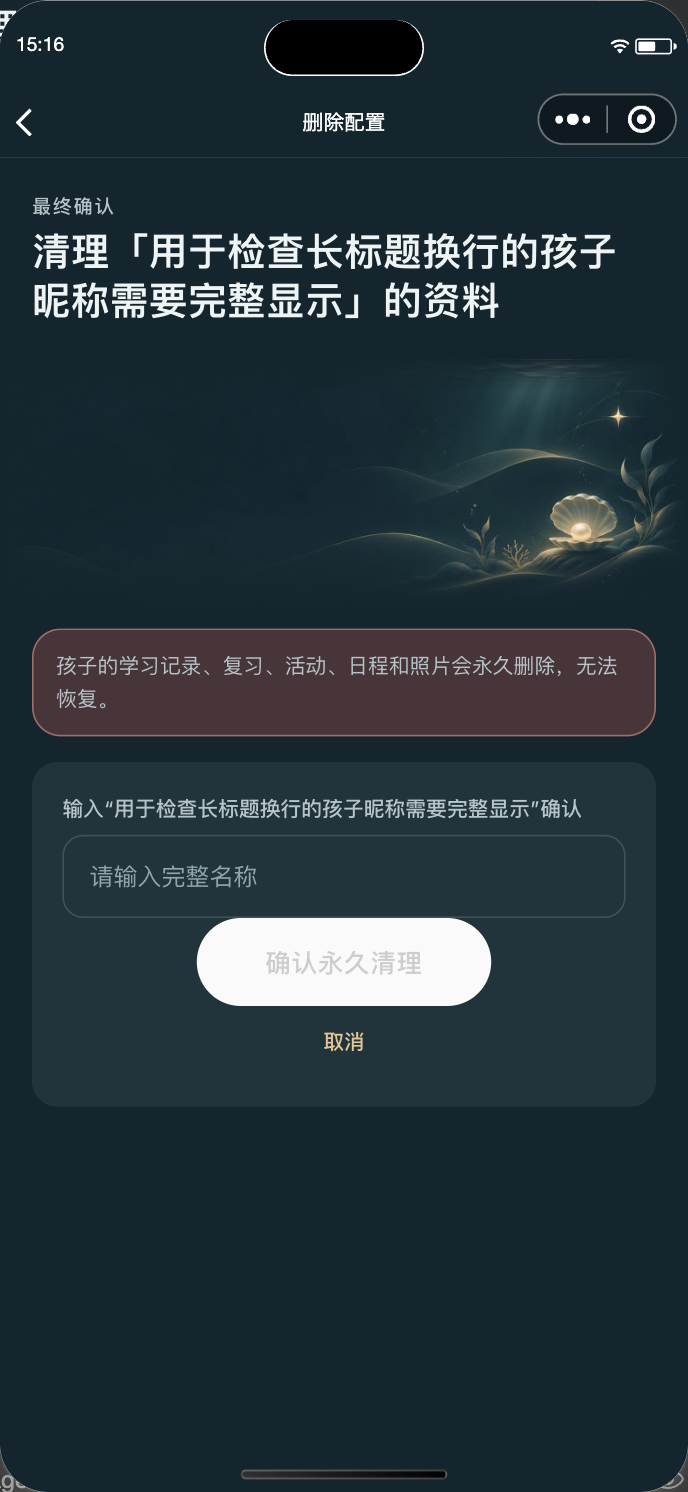 15:16
删除配置
最终确认
清理「用于检查长标题换行的孩子
昵称需要完整显示」的资料
孩子的学习记录、复习、活动、日程和照片会永久删除，无法
恢复。
输入“用于检查长标题换行的孩子昵称需要完整显示”确认
请输入完整名称
确认永久清理
取消